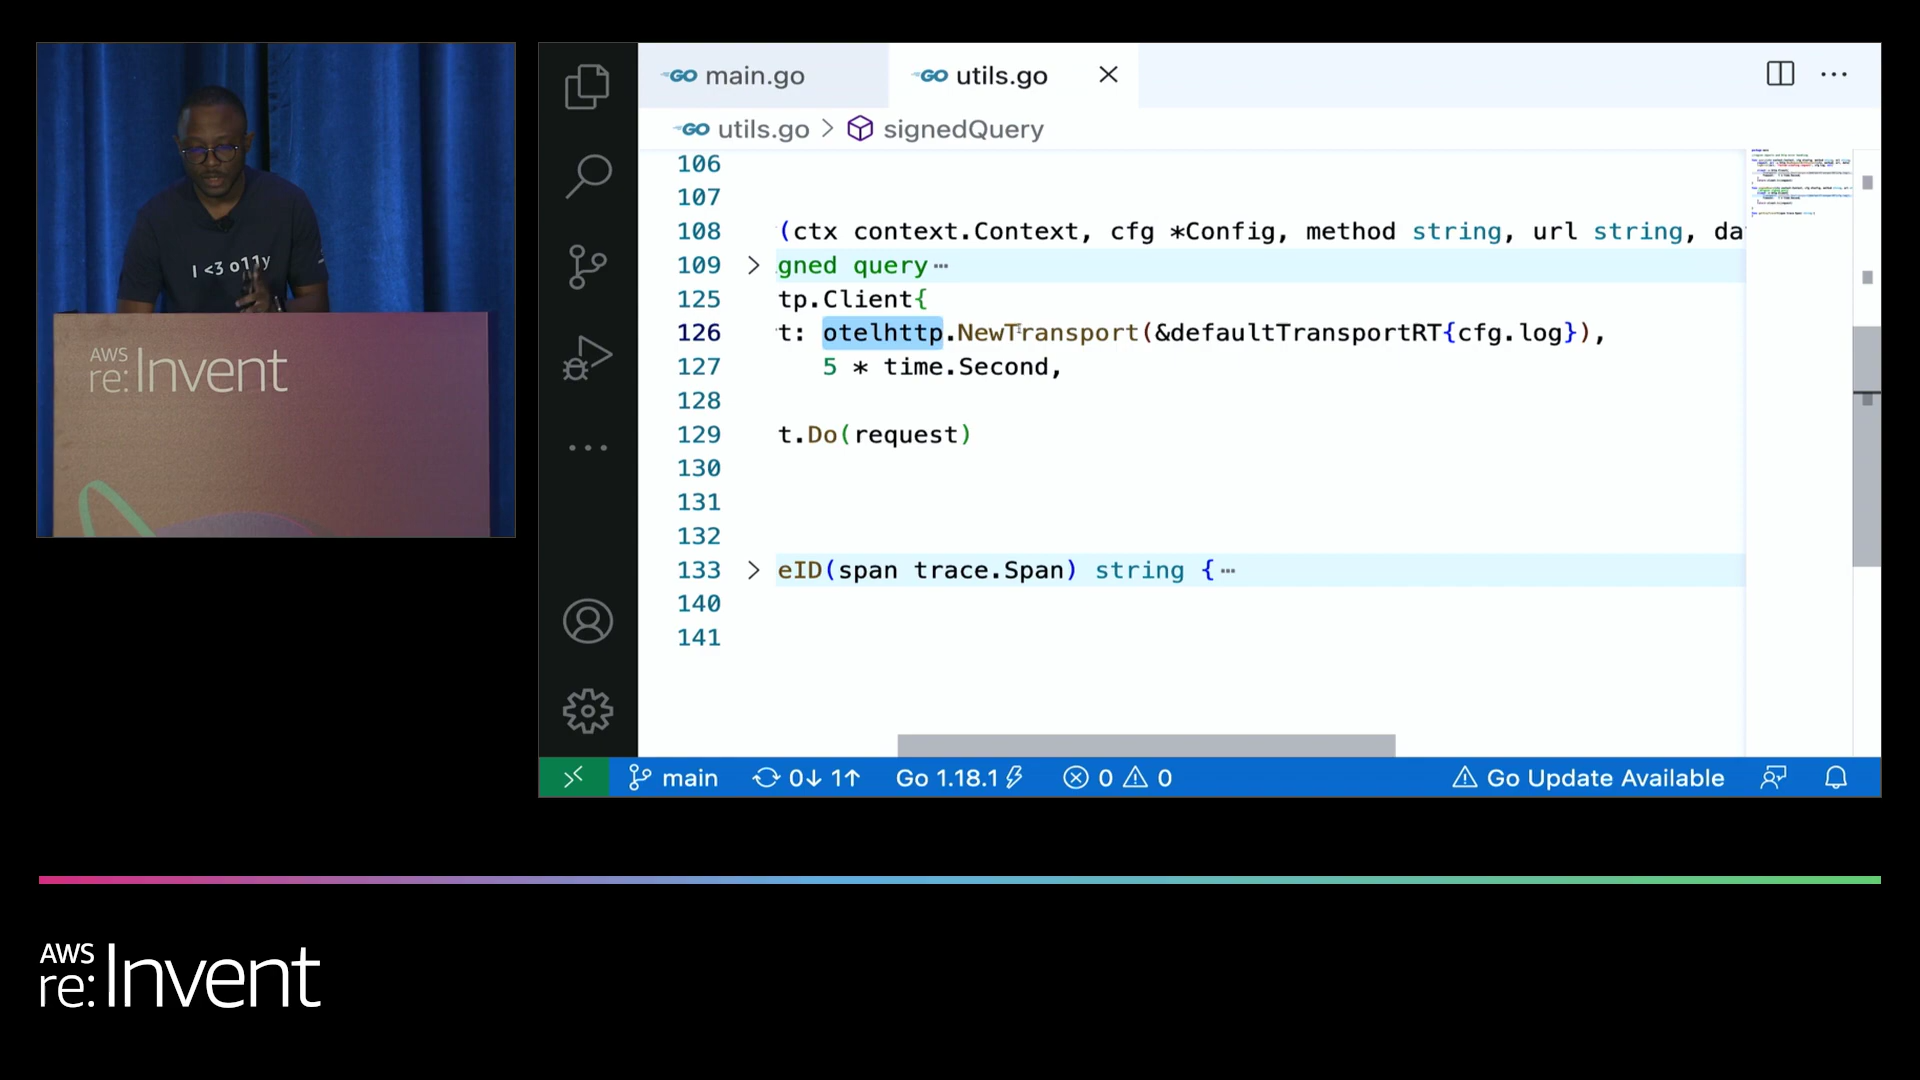 I <3 o11y
AWS
re:Invent
GO main.go
GO utils.go
GO utils.go > signedQuery
106
107
108 (ctx context.Context, cfg *Config, method string, url string, da
109 gned query
125 tp.Client{
126 t: otelhttp.NewTransport(&defaultTransportRT{cfg.log}),
127 5 * time.Second,
128
129 t.Do(request)
130
131
132
133 eID(span trace.Span) string {
140
141
main 0↓ 1↑ Go 1.18.1 0 0 Go Update Available
AWS
re:Invent